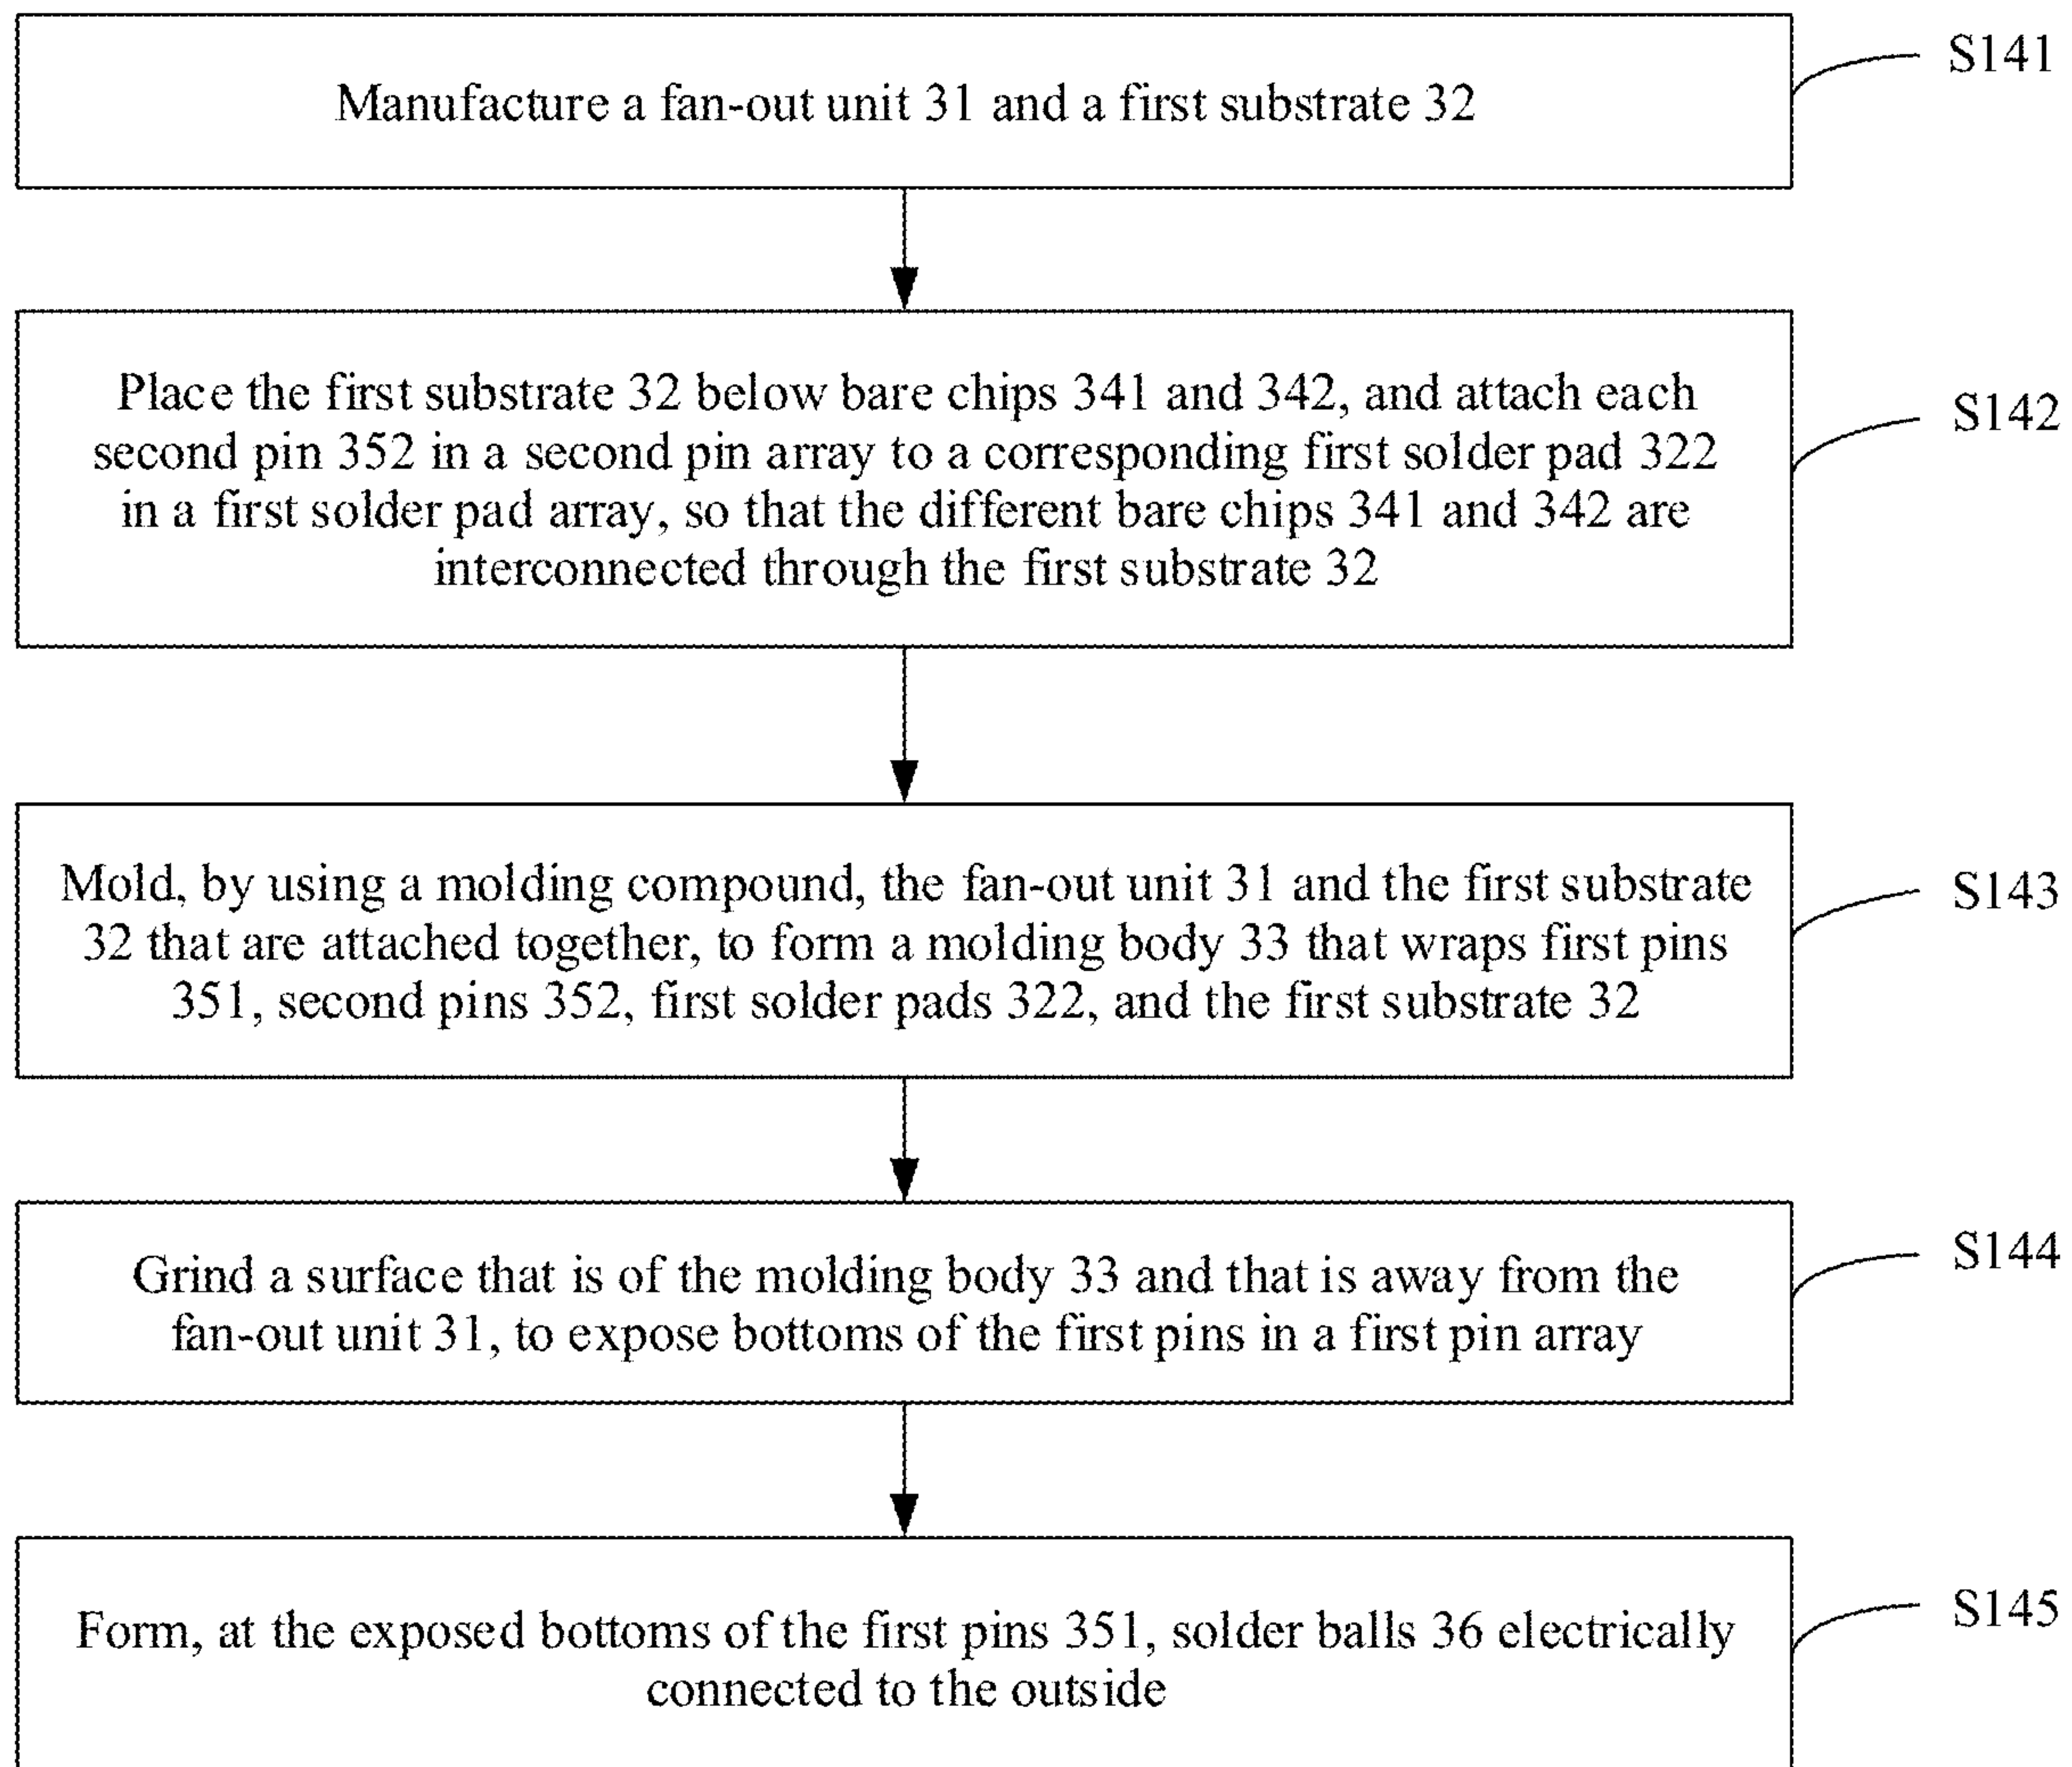 Manufacture a fan-out unit 31 and a first substrate 32
S141
Place the first substrate 32 below bare chips 341 and 342, and attach each
second pin 352 in a second pin array to a corresponding first solder pad 322
in a first solder pad array, so that the different bare chips 341 and 342 are
interconnected through the first substrate 32
S142
Mold, by using a molding compound, the fan-out unit 31 and the first substrate
32 that are attached together, to form a molding body 33 that wraps first pins
351, second pins 352, first solder pads 322, and the first substrate 32
S143
Grind a surface that is of the molding body 33 and that is away from the
fan-out unit 31, to expose bottoms of the first pins in a first pin array
S144
Form, at the exposed bottoms of the first pins 351, solder balls 36 electrically
connected to the outside
S145